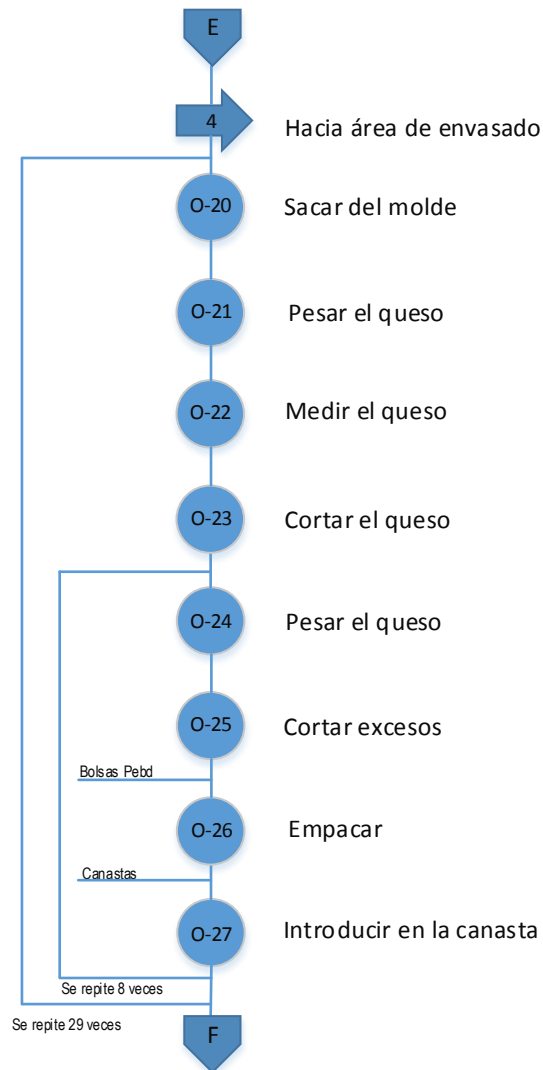 E
4
Hacia área de envasado
O-20
Sacar del molde
O-21
Pesar el queso
O-22
Medir el queso
O-23
Cortar el queso
O-24
Pesar el queso
O-25
Cortar excesos
Bolsas Pebd
O-26
Empacar
Canastas
O-27
Introducir en la canasta
Se repite 8 veces
Se repite 29 veces
F